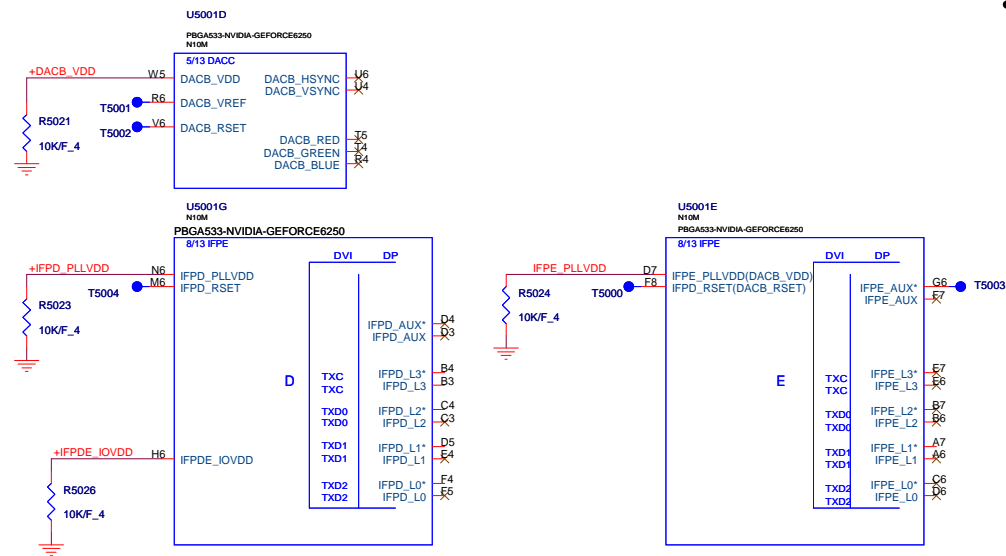 U5001D
PBGA533-NVIDIA-GEFORCE6250
N10M
5/13 DACC
+DACB_VDD
W5
DACB_VDD
DACB_HSYNC
U6
DACB_VSYNC
U4
T5001
R6
DACB_VREF
R5021
10K/F_4
T5002
V6
DACB_RSET
DACB_RED
T5
DACB_GREEN
T4
DACB_BLUE
R4
U5001G
N10M
PBGA533-NVIDIA-GEFORCE6250
8/13 IFPE
DVI DP
+IFPD_PLLVDD
N6
IFPD_PLLVDD
T5004
M6
IFPD_RSET
R5023
10K/F_4
IFPD_AUX*
D4
IFPD_AUX
D3
D
TXC
IFPD_L3*
B4
TXC
IFPD_L3
B3
TXD0
IFPD_L2*
C4
TXD0
IFPD_L2
C3
TXD1
IFPD_L1*
D5
TXD1
IFPD_L1
E4
+IFPDE_IOVDD
H6
IFPDE_IOVDD
TXD2
IFPD_L0*
F4
TXD2
IFPD_L0
E5
R5026
10K/F_4
U5001E
N10M
PBGA533-NVIDIA-GEFORCE6250
8/13 IFPE
DVI DP
IFPE_PLLVDD
D7
IFPE_PLLVDD(DACB_VDD)
T5000
F8
IFPD_RSET(DACB_RSET)
R5024
10K/F_4
IFPE_AUX*
G6
T5003
IFPE_AUX
F7
E
TXC
IFPE_L3*
E7
TXC
IFPE_L3
E6
TXD0
IFPE_L2*
B7
TXD0
IFPE_L2
B6
TXD1
IFPE_L1*
A7
TXD1
IFPE_L1
A6
TXD2
IFPE_L0*
C6
TXD2
IFPE_L0
D6